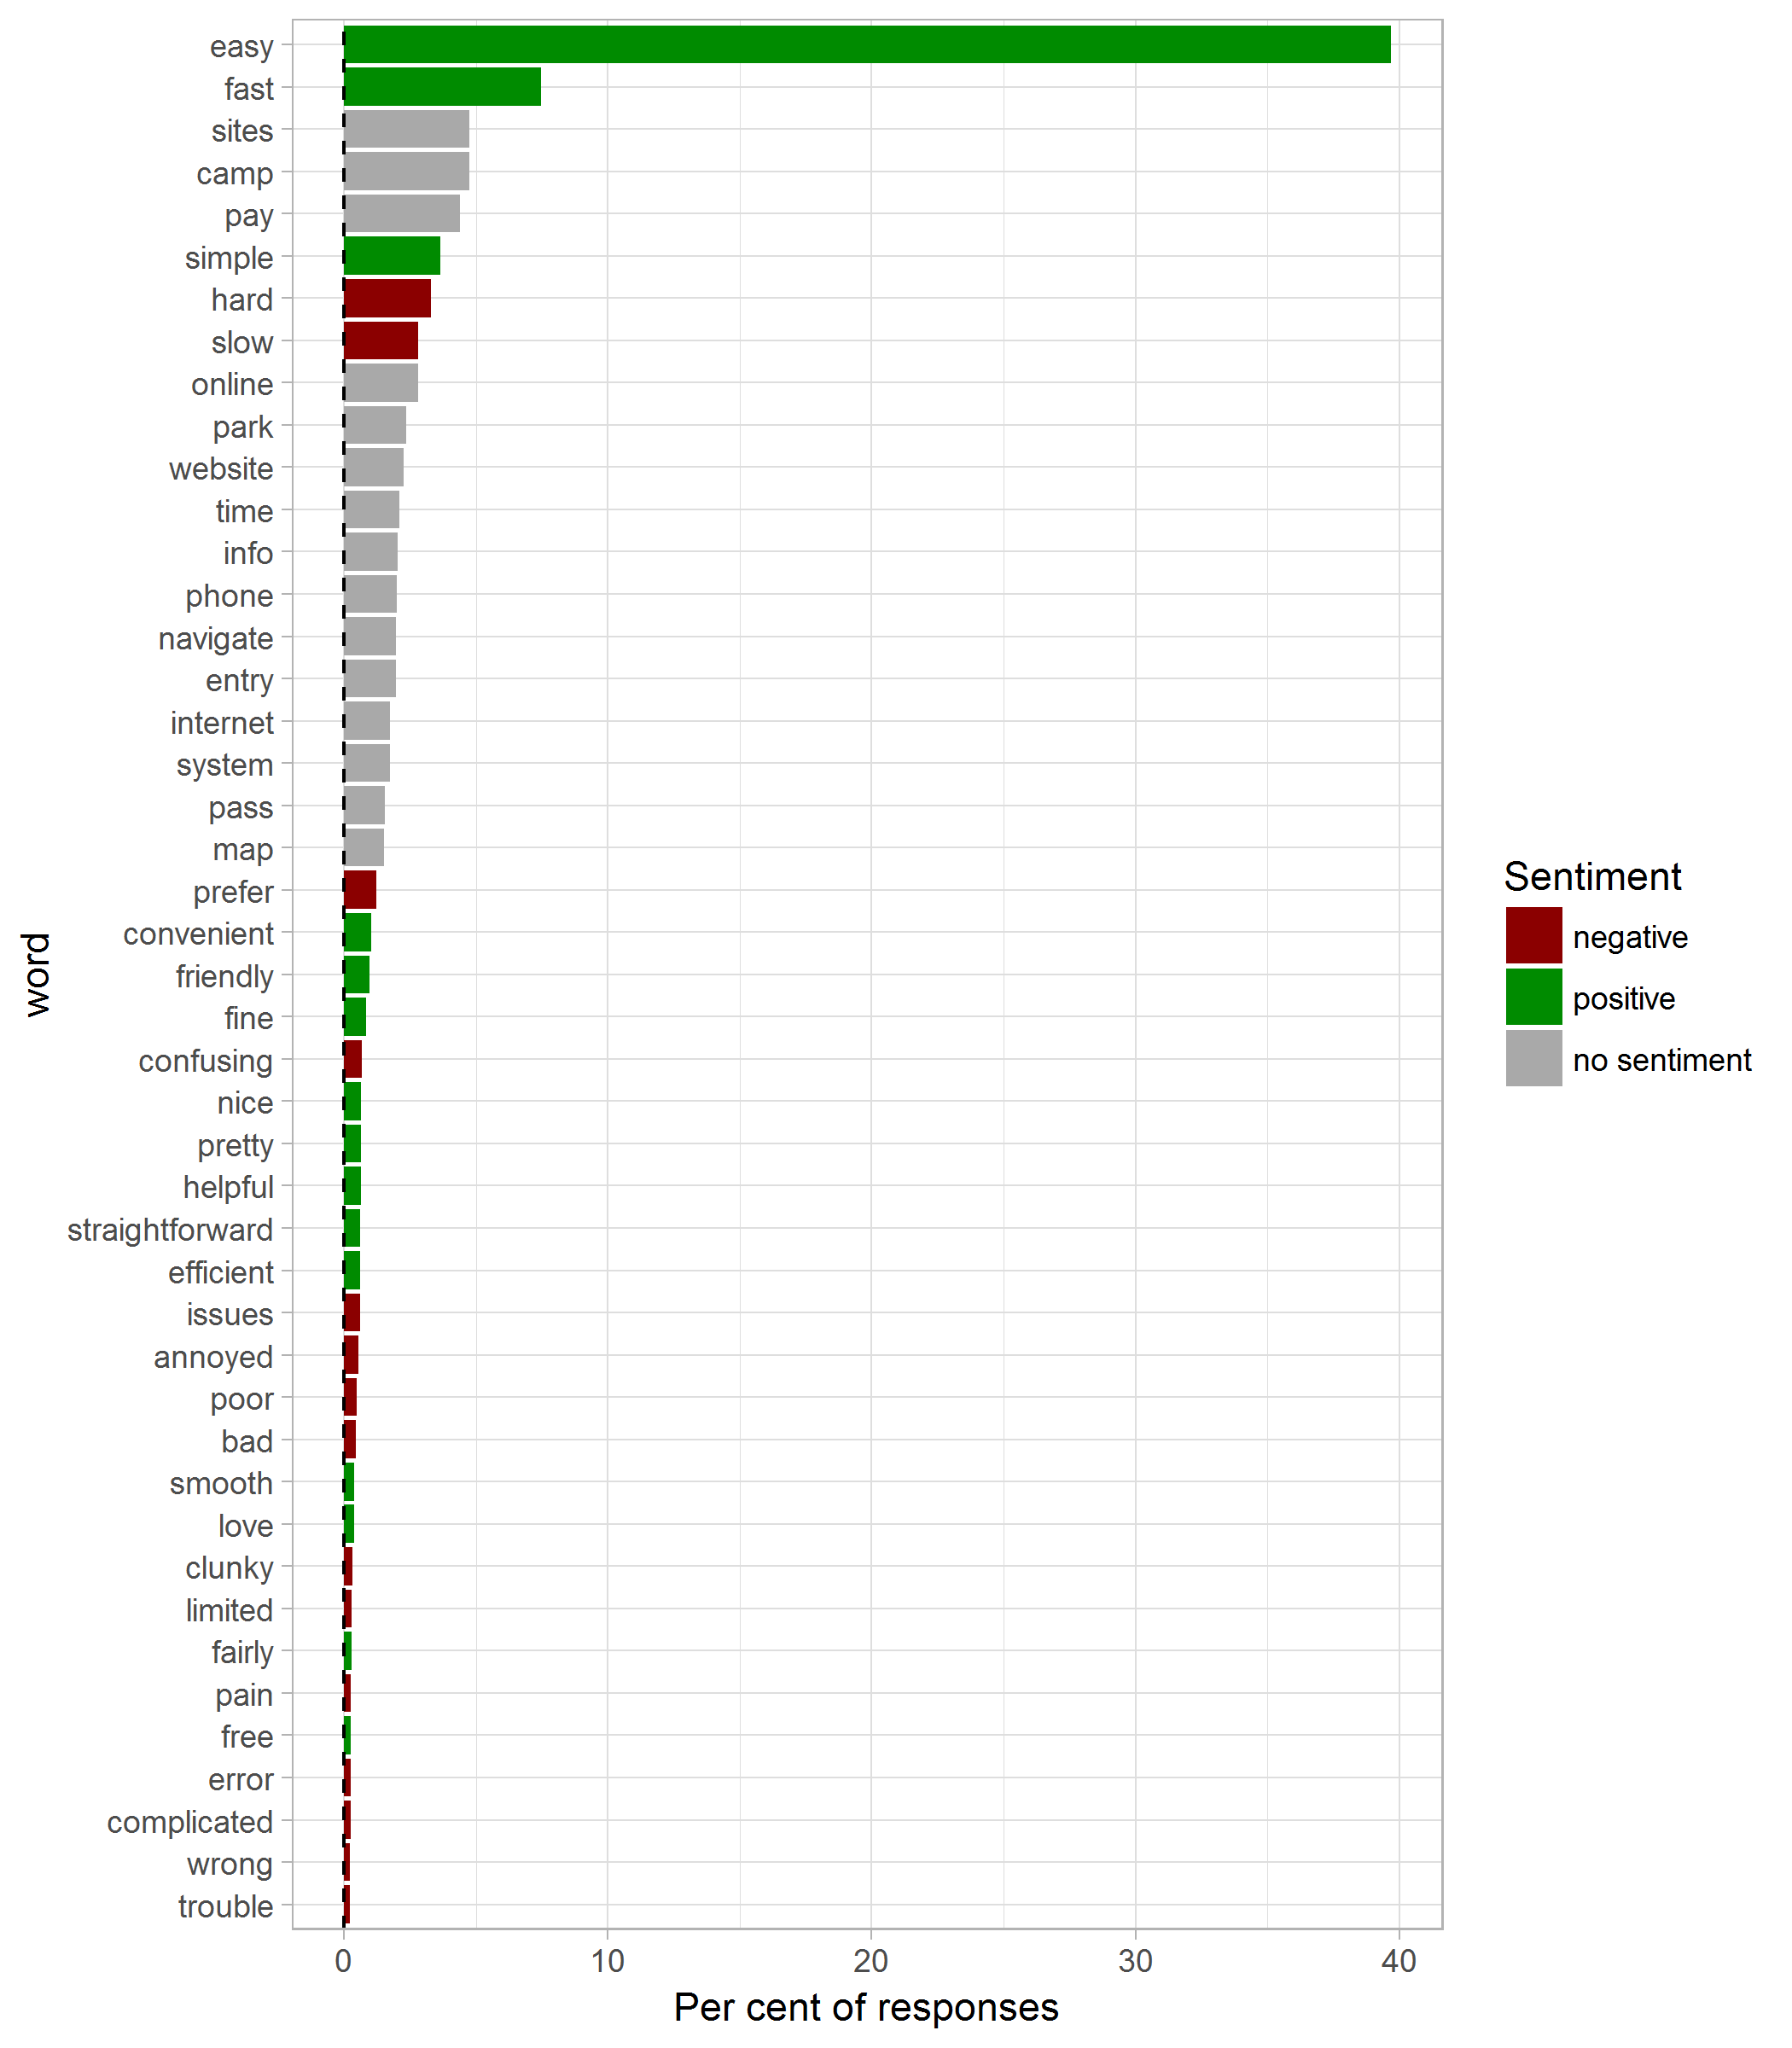 easy
fast
sites
camp
pay
simple
hard
slow
online
park
website
time
info
phone
navigate
entry
internet
system
pass
map
prefer
convenient
friendly
fine
confusing
nice
pretty
helpful
straightforward
efficient
issues
annoyed
poor
bad
smooth
love
clunky
limited
fairly
pain
free
error
complicated
wrong
trouble
word
0 10 20 30 40
Per cent of responses
Sentiment
negative
positive
no sentiment